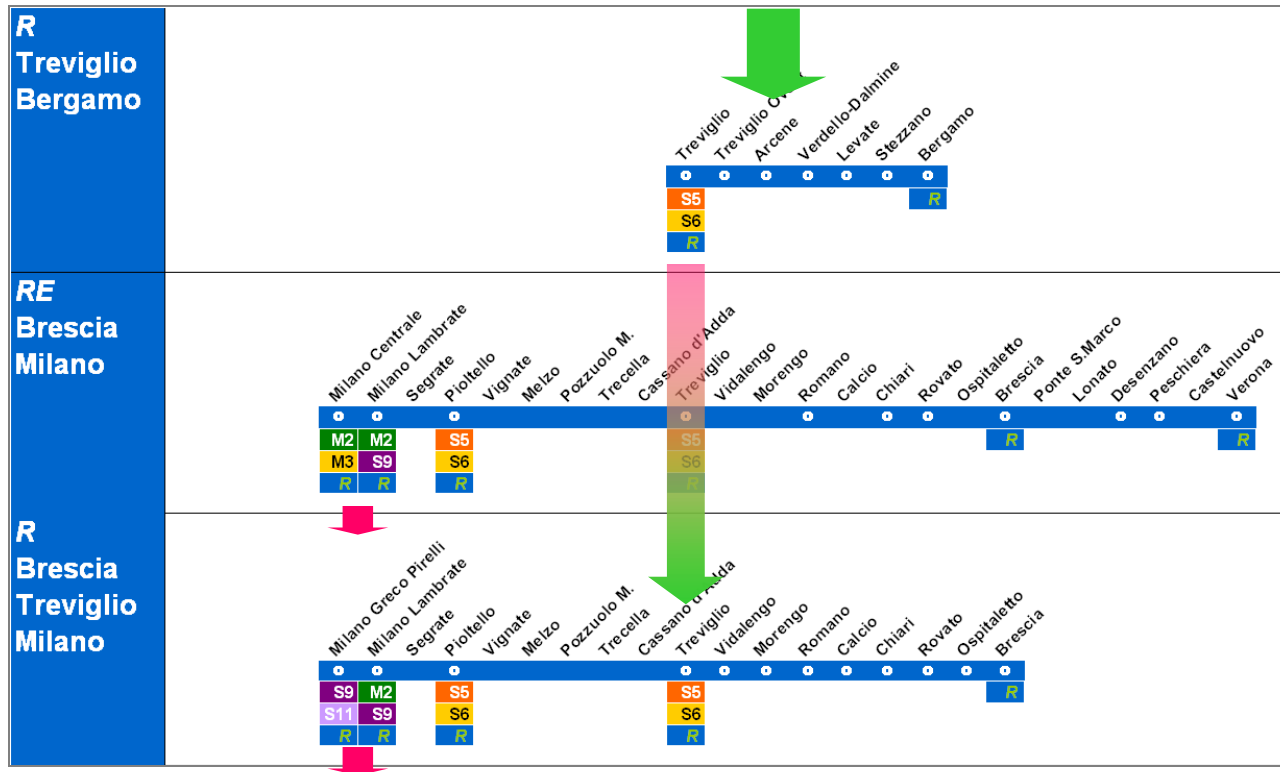 R
Treviglio
Bergamo
Treviglio
Treviglio
Arcene
Verdello-Dalmine
Levate
Stezzano
Bergamo
S5
R
S6
R
RE
Brescia
Milano
Milano Centrale
Milano Lambrate
Segrate
Pioltello
Vignate
Melzo
Pozzuolo M.
Trecella
Cassano d'Adda
Treviglio
Vidalengo
Morengo
Romano
Calcio
Chiari
Rovato
Ospitaletto
Brescia
Ponte S.Marco
Lonato
Desenzano
Peschiera
Castelnuovo
Verona
M2 M2 S5 S5 R R
M3 S9 S6 S6
R R R R
R
Brescia
Treviglio
Milano
Milano Greco Pirelli
Milano Lambrate
Segrate
Pioltello
Vignate
Melzo
Pozzuolo M.
Trecella
Cassano d'Adda
Treviglio
Vidalengo
Morengo
Romano
Calcio
Chiari
Rovato
Ospitaletto
Brescia
S9 M2 S5 S5 R
S11 S9 S6 S6
R R R R